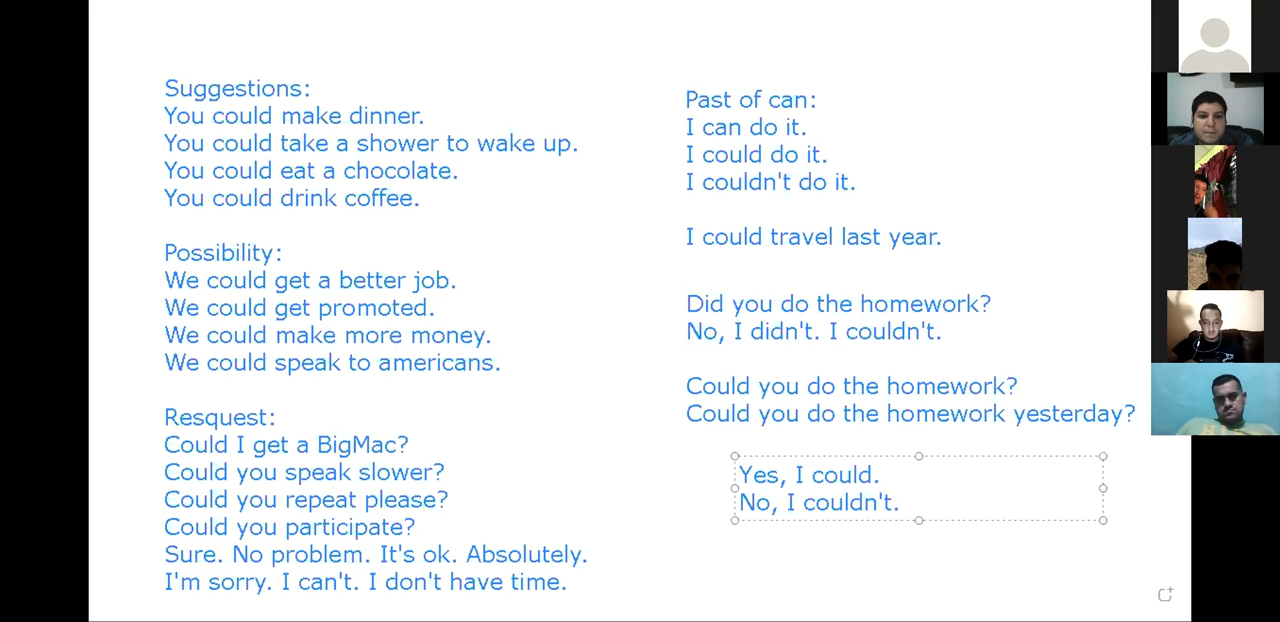 Suggestions:
You could make dinner.
You could take a shower to wake up.
You could eat a chocolate.
You could drink coffee.
Possibility:
We could get a better job.
We could get promoted.
We could make more money.
We could speak to americans.
Resquest:
Could I get a BigMac?
Could you speak slower?
Could you repeat please?
Could you participate?
Sure. No problem. It's ok. Absolutely.
I'm sorry. I can't. I don't have time.
Past of can:
I can do it.
I could do it.
I couldn't do it.
I could travel last year.
Did you do the homework?
No, I didn't. I couldn't.
Could you do the homework?
Could you do the homework yesterday?
Yes, I could.
No, I couldn't.